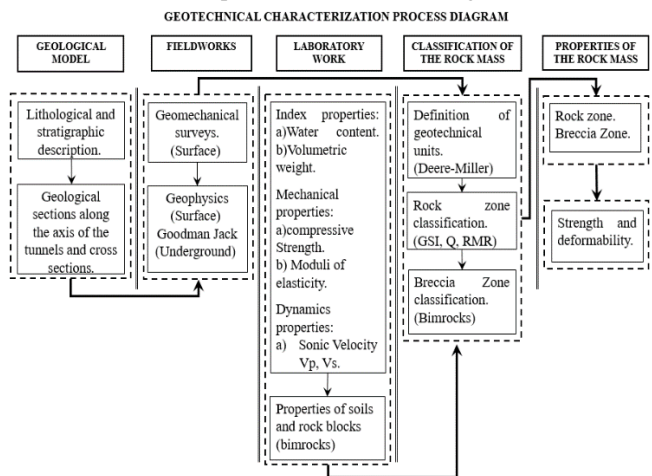 GEOTECHNICAL CHARACTERIZATION PROCESS DIAGRAM
GEOLOGICAL
MODEL
FIELDWORKS
LABORATORY
WORK
CLASSIFICATION OF
THE ROCK MASS
PROPERTIES OF
THE ROCK MASS
Lithological and
stratigraphic
description.
Geological
sections along
the axis of the
tunnels and cross
sections.
Geomechanical
surveys.
(Surface)
Geophysics
(Surface)
Goodman Jack
(Underground)
Index properties:
a)Water content.
b)Volumetric
weight.
Mechanical
properties:
a)compressive
Strength.
b) Moduli of
elasticity.
Dynamics
properties:
a) Sonic Velocity
Vp, Vs.
Properties of soils
and rock blocks
(bimrocks)
Definition of
geotechnical
units.
(Deere-Miller)
Rock zone
classification.
(GSI, Q, RMR)
Breccia Zone
classification.
(Bimrocks)
Rock zone.
Breccia Zone.
Strength and
deformability.